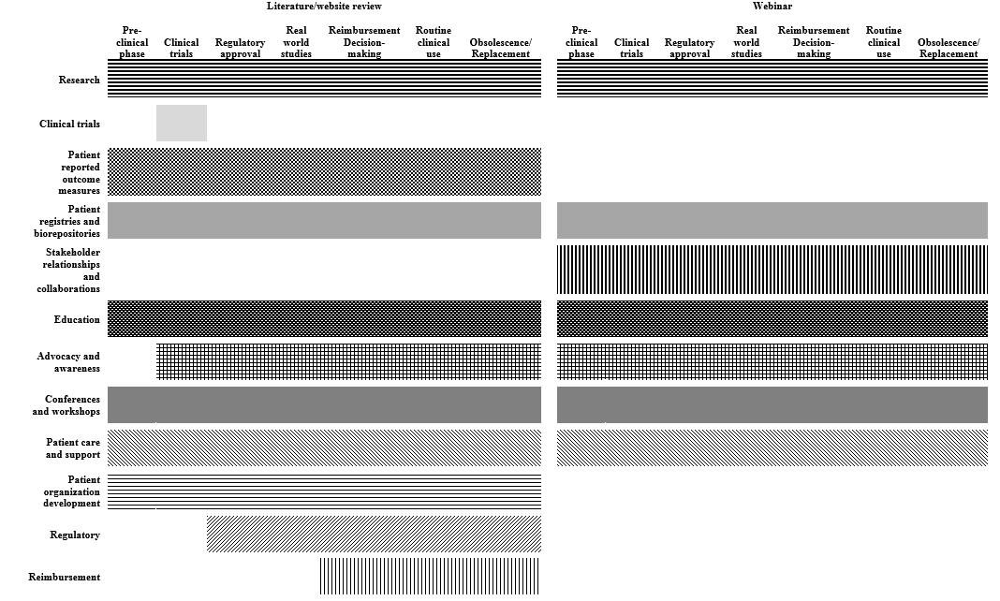 Literature/website review
Webinar
Pre-
clinical
phase
Clinical
trials
Regulatory
approval
Real
world
studies
Reimbursement
Decision-
making
Routine
clinical
use
Obsolescence/
Replacement
Pre-
clinical
phase
Clinical
trials
Regulatory
approval
Real
world
studies
Reimbursement
Decision-
making
Routine
clinical
use
Obsolescence/
Replacement
Research
Clinical trials
Patient
reported
outcome
measures
Patient
registries and
biorepositories
Stakeholder
relationships
and
collaborations
Education
Advocacy and
awareness
Conferences
and workshops
Patient care
and support
Patient
organization
development
Regulatory
Reimbursement